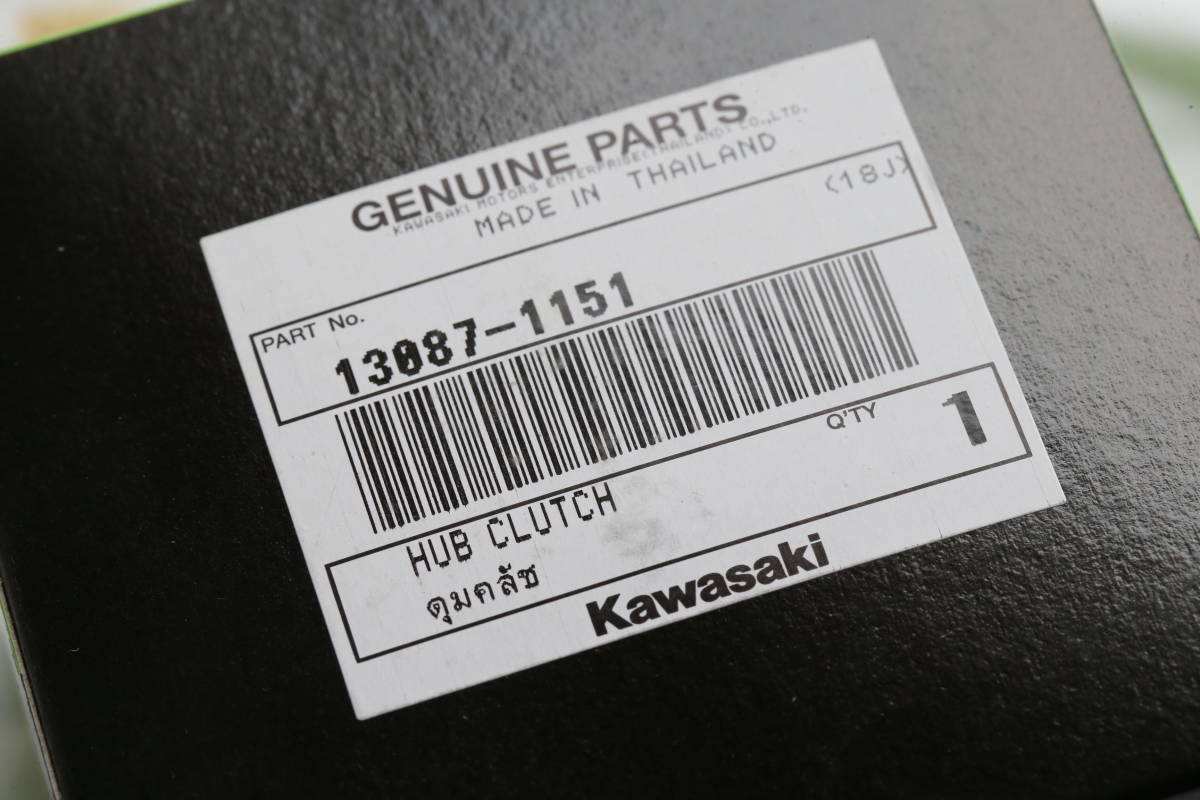 GENUINE PARTS
KAWASAKI MOTORS ENTERPRISE(THAILAND) CO.,LTD.
MADE IN THAILAND
(18J)
PART No.
13087-1151
Q'TY 1
HUB CLUTCH
ดุมคลัช
Kawasaki